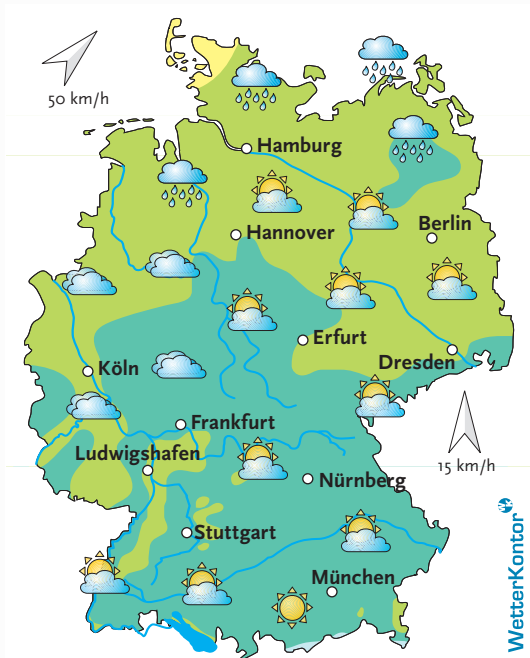 50 km/h
Hamburg
Hannover
Berlin
Erfurt
Dresden
Köln
Frankfurt
Ludwigshafen
15 km/h
Nürnberg
Stuttgart
München
WetterKontor